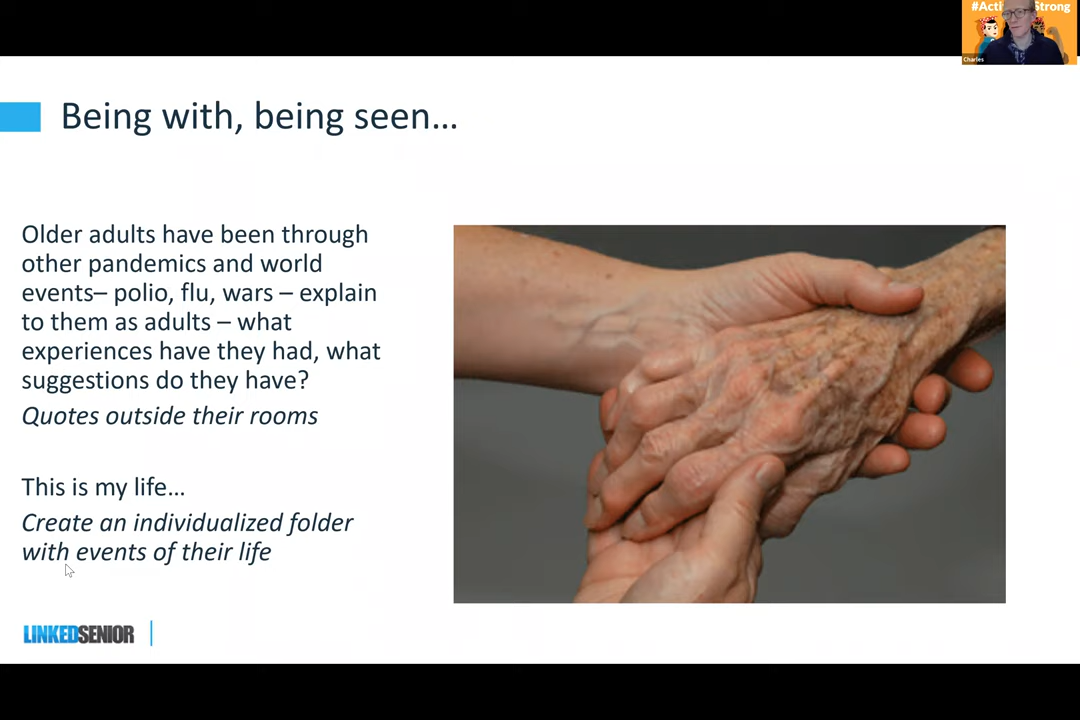 #Acti Strong
Charles
Being with, being seen…
Older adults have been through
other pandemics and world
events– polio, flu, wars – explain
to them as adults – what
experiences have they had, what
suggestions do they have?
Quotes outside their rooms
This is my life…
Create an individualized folder
with events of their life
LINKEDSENIOR